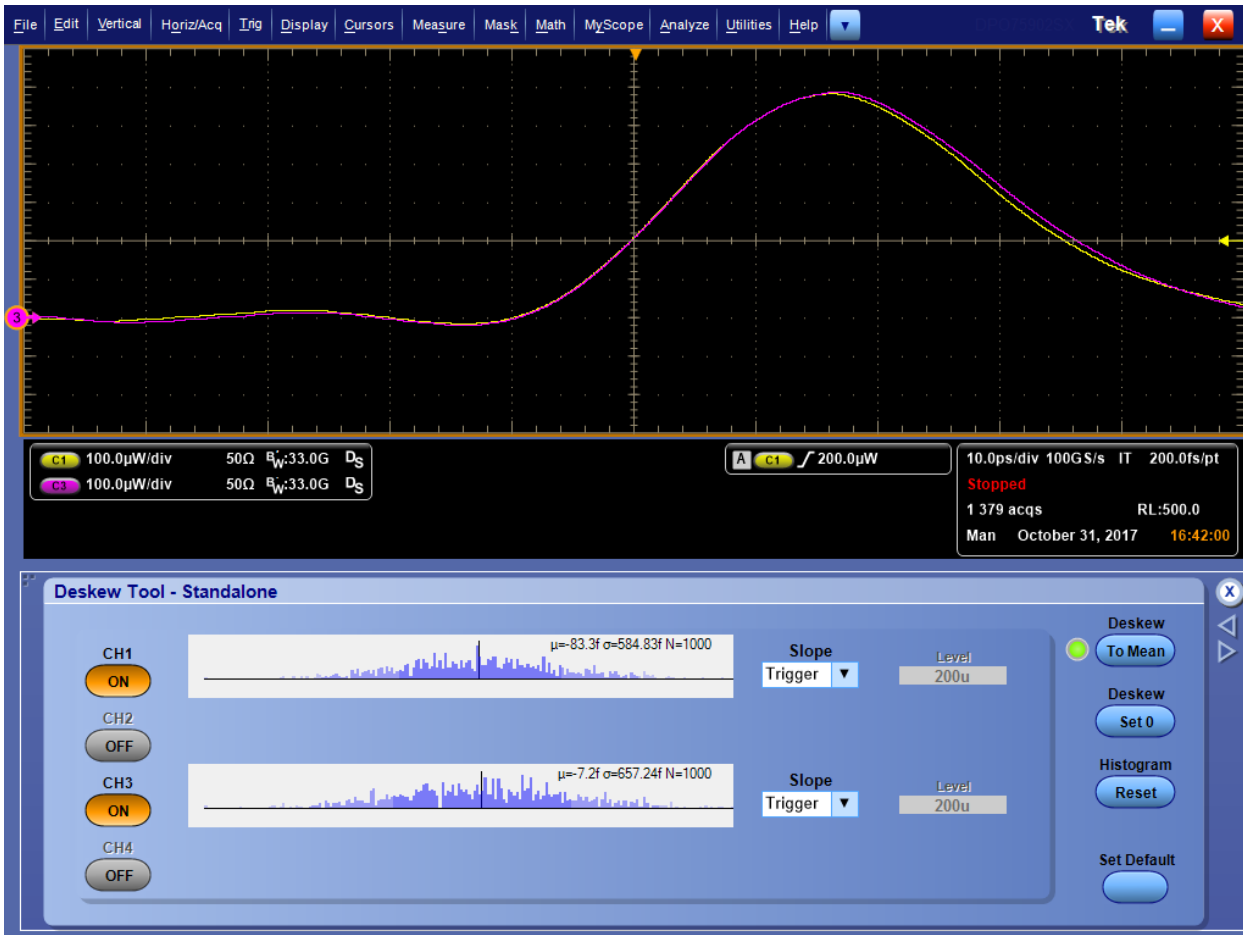 File Edit Vertical Horiz/Acq Trig Display Cursors Measure Mask Math MyScope Analyze Utilities Help Tek X
3
C1 100.0µW/div 50Ω BW:33.0G DS
C3 100.0µW/div 50Ω BW:33.0G DS
A C1 200.0µW
10.0ps/div 100GS/s IT 200.0fs/pt
Stopped
1 379 acqs RL:500.0
Man October 31, 2017 16:42:00
Deskew Tool - Standalone
X
CH1
ON
µ=-83.3f σ=584.83f N=1000
Slope
Trigger
Level
200u
CH2
OFF
CH3
ON
µ=-7.2f σ=657.24f N=1000
Slope
Trigger
Level
200u
CH4
OFF
Deskew
To Mean
Deskew
Set 0
Histogram
Reset
Set Default